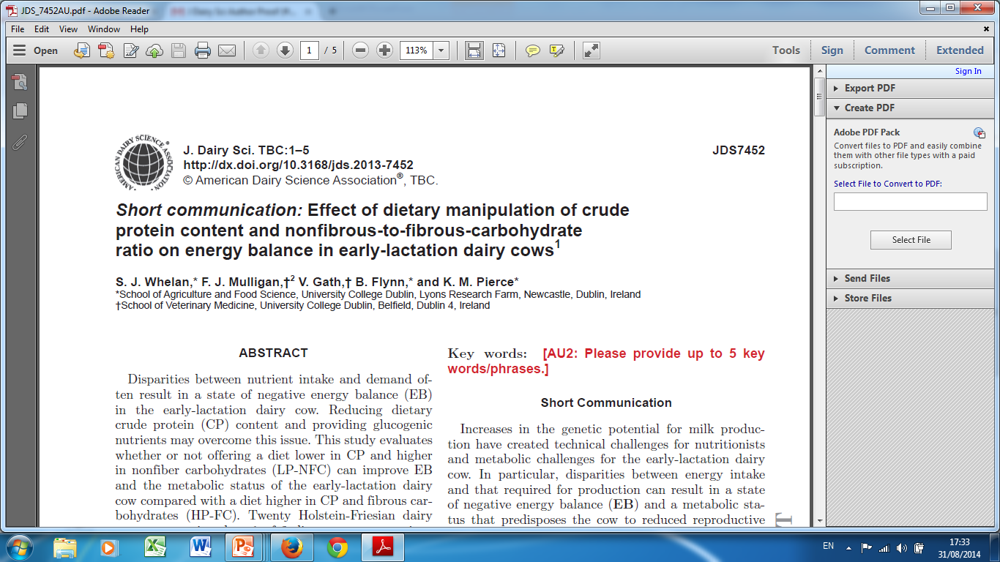 JDS_7452AU.pdf - Adobe Reader
File Edit View Window Help
Open 1 / 5 113% Tools Sign Comment Extended
Sign In
Export PDF
Create PDF
Adobe PDF Pack
Convert files to PDF and easily combine
them with other file types with a paid
subscription.
Select File to Convert to PDF:
Select File
Send Files
Store Files
AMERICAN DAIRY SCIENCE ASSOCIATION®
J. Dairy Sci. TBC:1–5
JDS7452
http://dx.doi.org/10.3168/jds.2013-7452
© American Dairy Science Association®, TBC.
Short communication: Effect of dietary manipulation of crude
protein content and nonfibrous-to-fibrous-carbohydrate
ratio on energy balance in early-lactation dairy cows1
S. J. Whelan,* F. J. Mulligan,†2 V. Gath,† B. Flynn,* and K. M. Pierce*
*School of Agriculture and Food Science, University College Dublin, Lyons Research Farm, Newcastle, Dublin, Ireland
†School of Veterinary Medicine, University College Dublin, Belfield, Dublin 4, Ireland
ABSTRACT
Disparities between nutrient intake and demand of-
ten result in a state of negative energy balance (EB)
in the early-lactation dairy cow. Reducing dietary
crude protein (CP) content and providing glucogenic
nutrients may overcome this issue. This study evaluates
whether or not offering a diet lower in CP and higher
in nonfiber carbohydrates (LP-NFC) can improve EB
and the metabolic status of the early-lactation dairy
cow compared with a diet higher in CP and fibrous car-
bohydrates (HP-FC). Twenty Holstein-Friesian dairy
Key words: [AU2: Please provide up to 5 key
words/phrases.]
Short Communication
Increases in the genetic potential for milk produc-
tion have created technical challenges for nutritionists
and metabolic challenges for the early-lactation dairy
cow. In particular, disparities between energy intake
and that required for production can result in a state
of negative energy balance (EB) and a metabolic sta-
tus that predisposes the cow to reduced reproductive
EN
17:33
31/08/2014